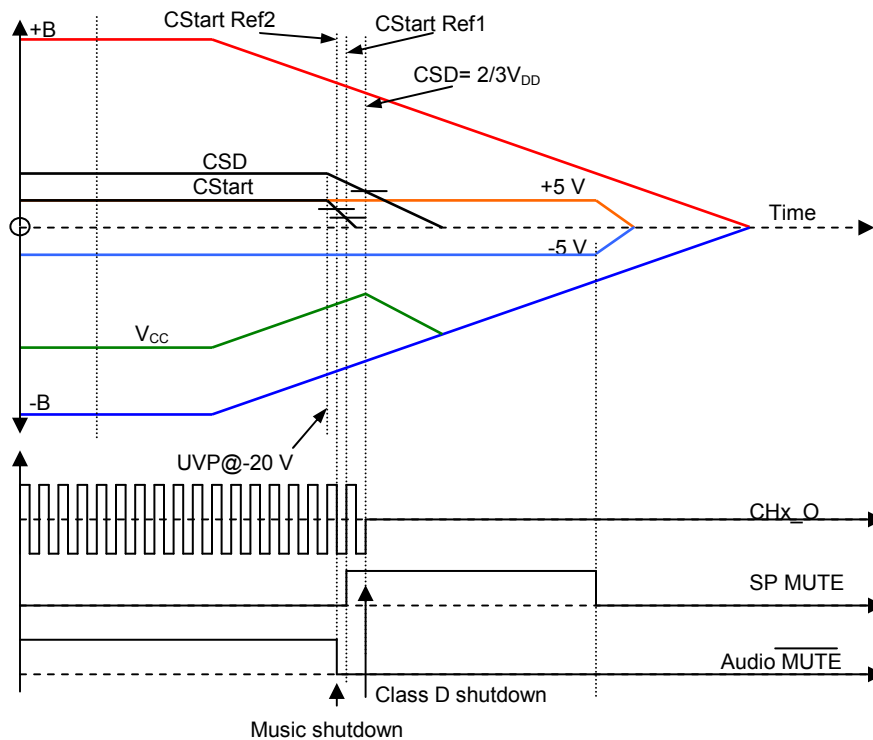 CStart Ref2
CStart Ref1
+B
CSD= 2/3VDD
CSD
CStart
+5 V
Time
-5 V
VCC
-B
UVP@-20 V
CHx_O
SP MUTE
Audio MUTE
Class D shutdown
Music shutdown